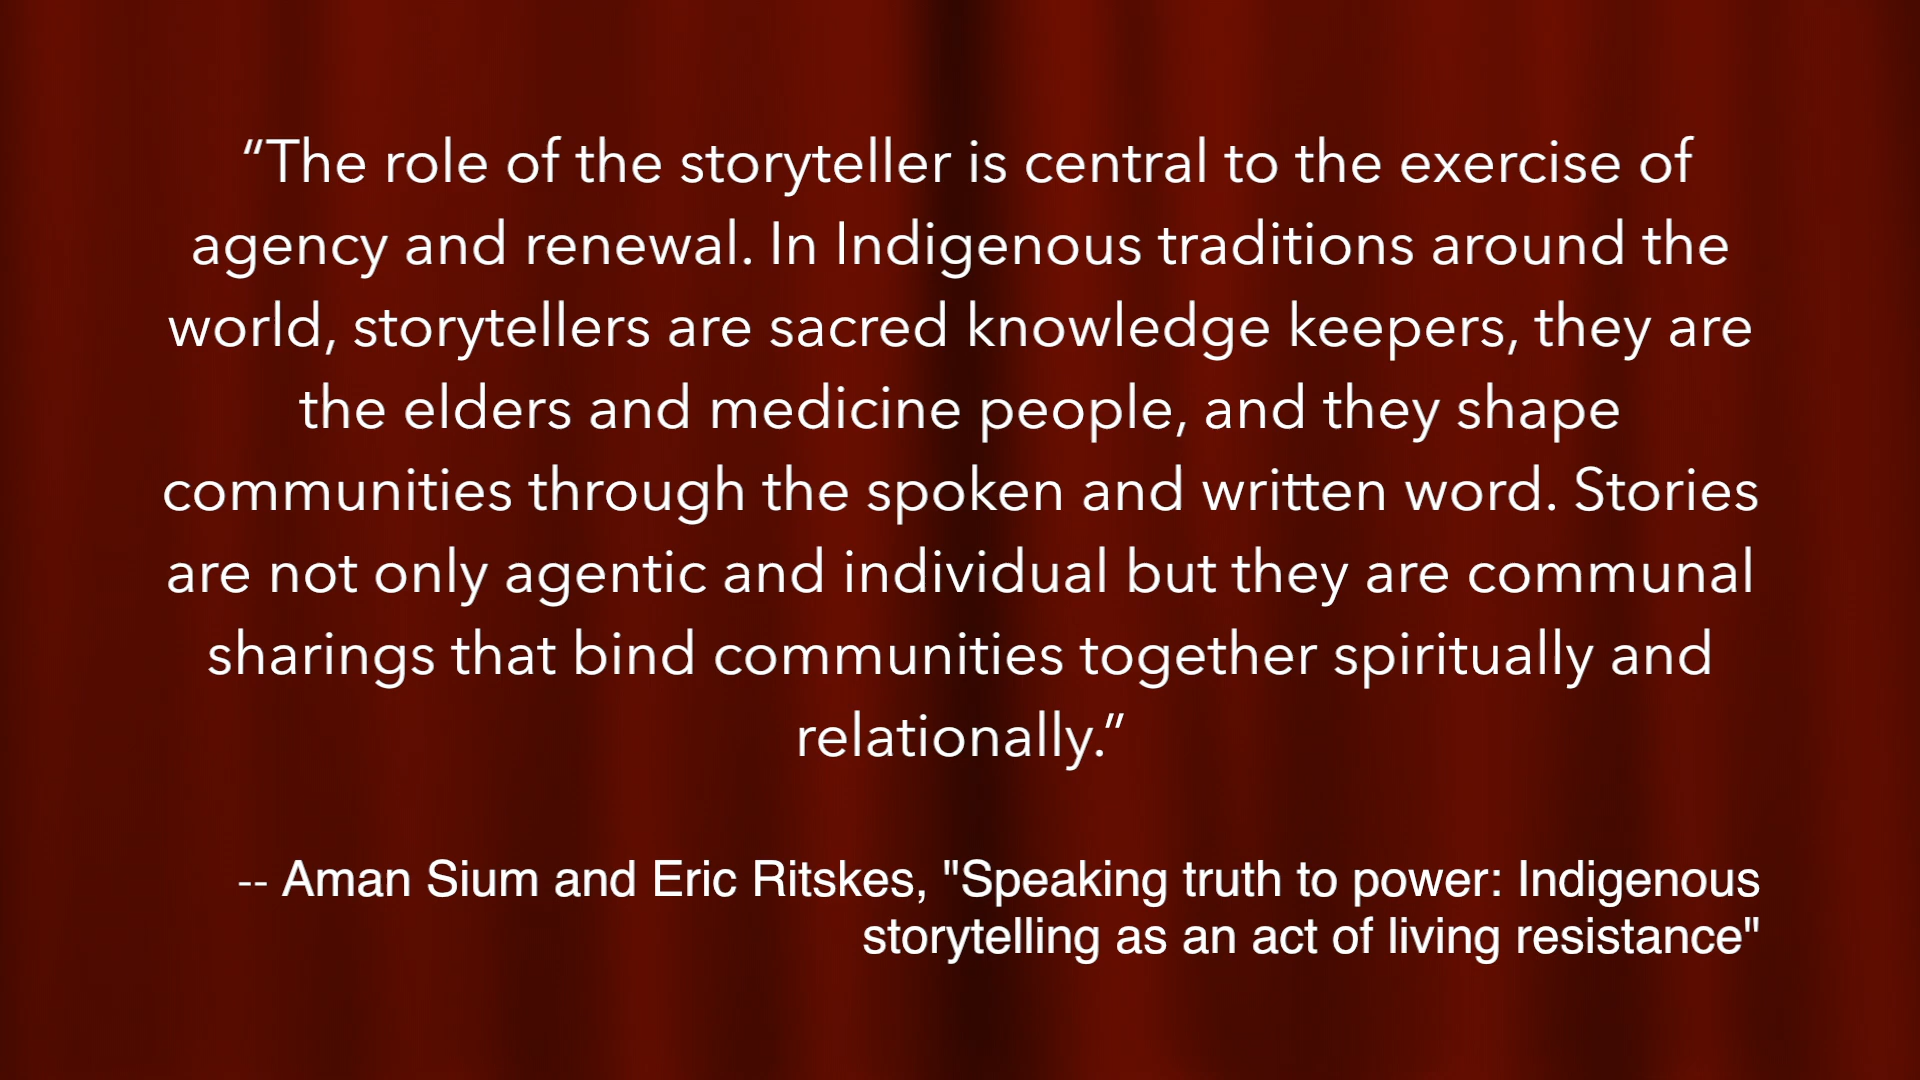 “The role of the storyteller is central to the exercise of
agency and renewal. In Indigenous traditions around the
world, storytellers are sacred knowledge keepers, they are
the elders and medicine people, and they shape
communities through the spoken and written word. Stories
are not only agentic and individual but they are communal
sharings that bind communities together spiritually and
relationally.”
-- Aman Sium and Eric Ritskes, "Speaking truth to power: Indigenous
storytelling as an act of living resistance"